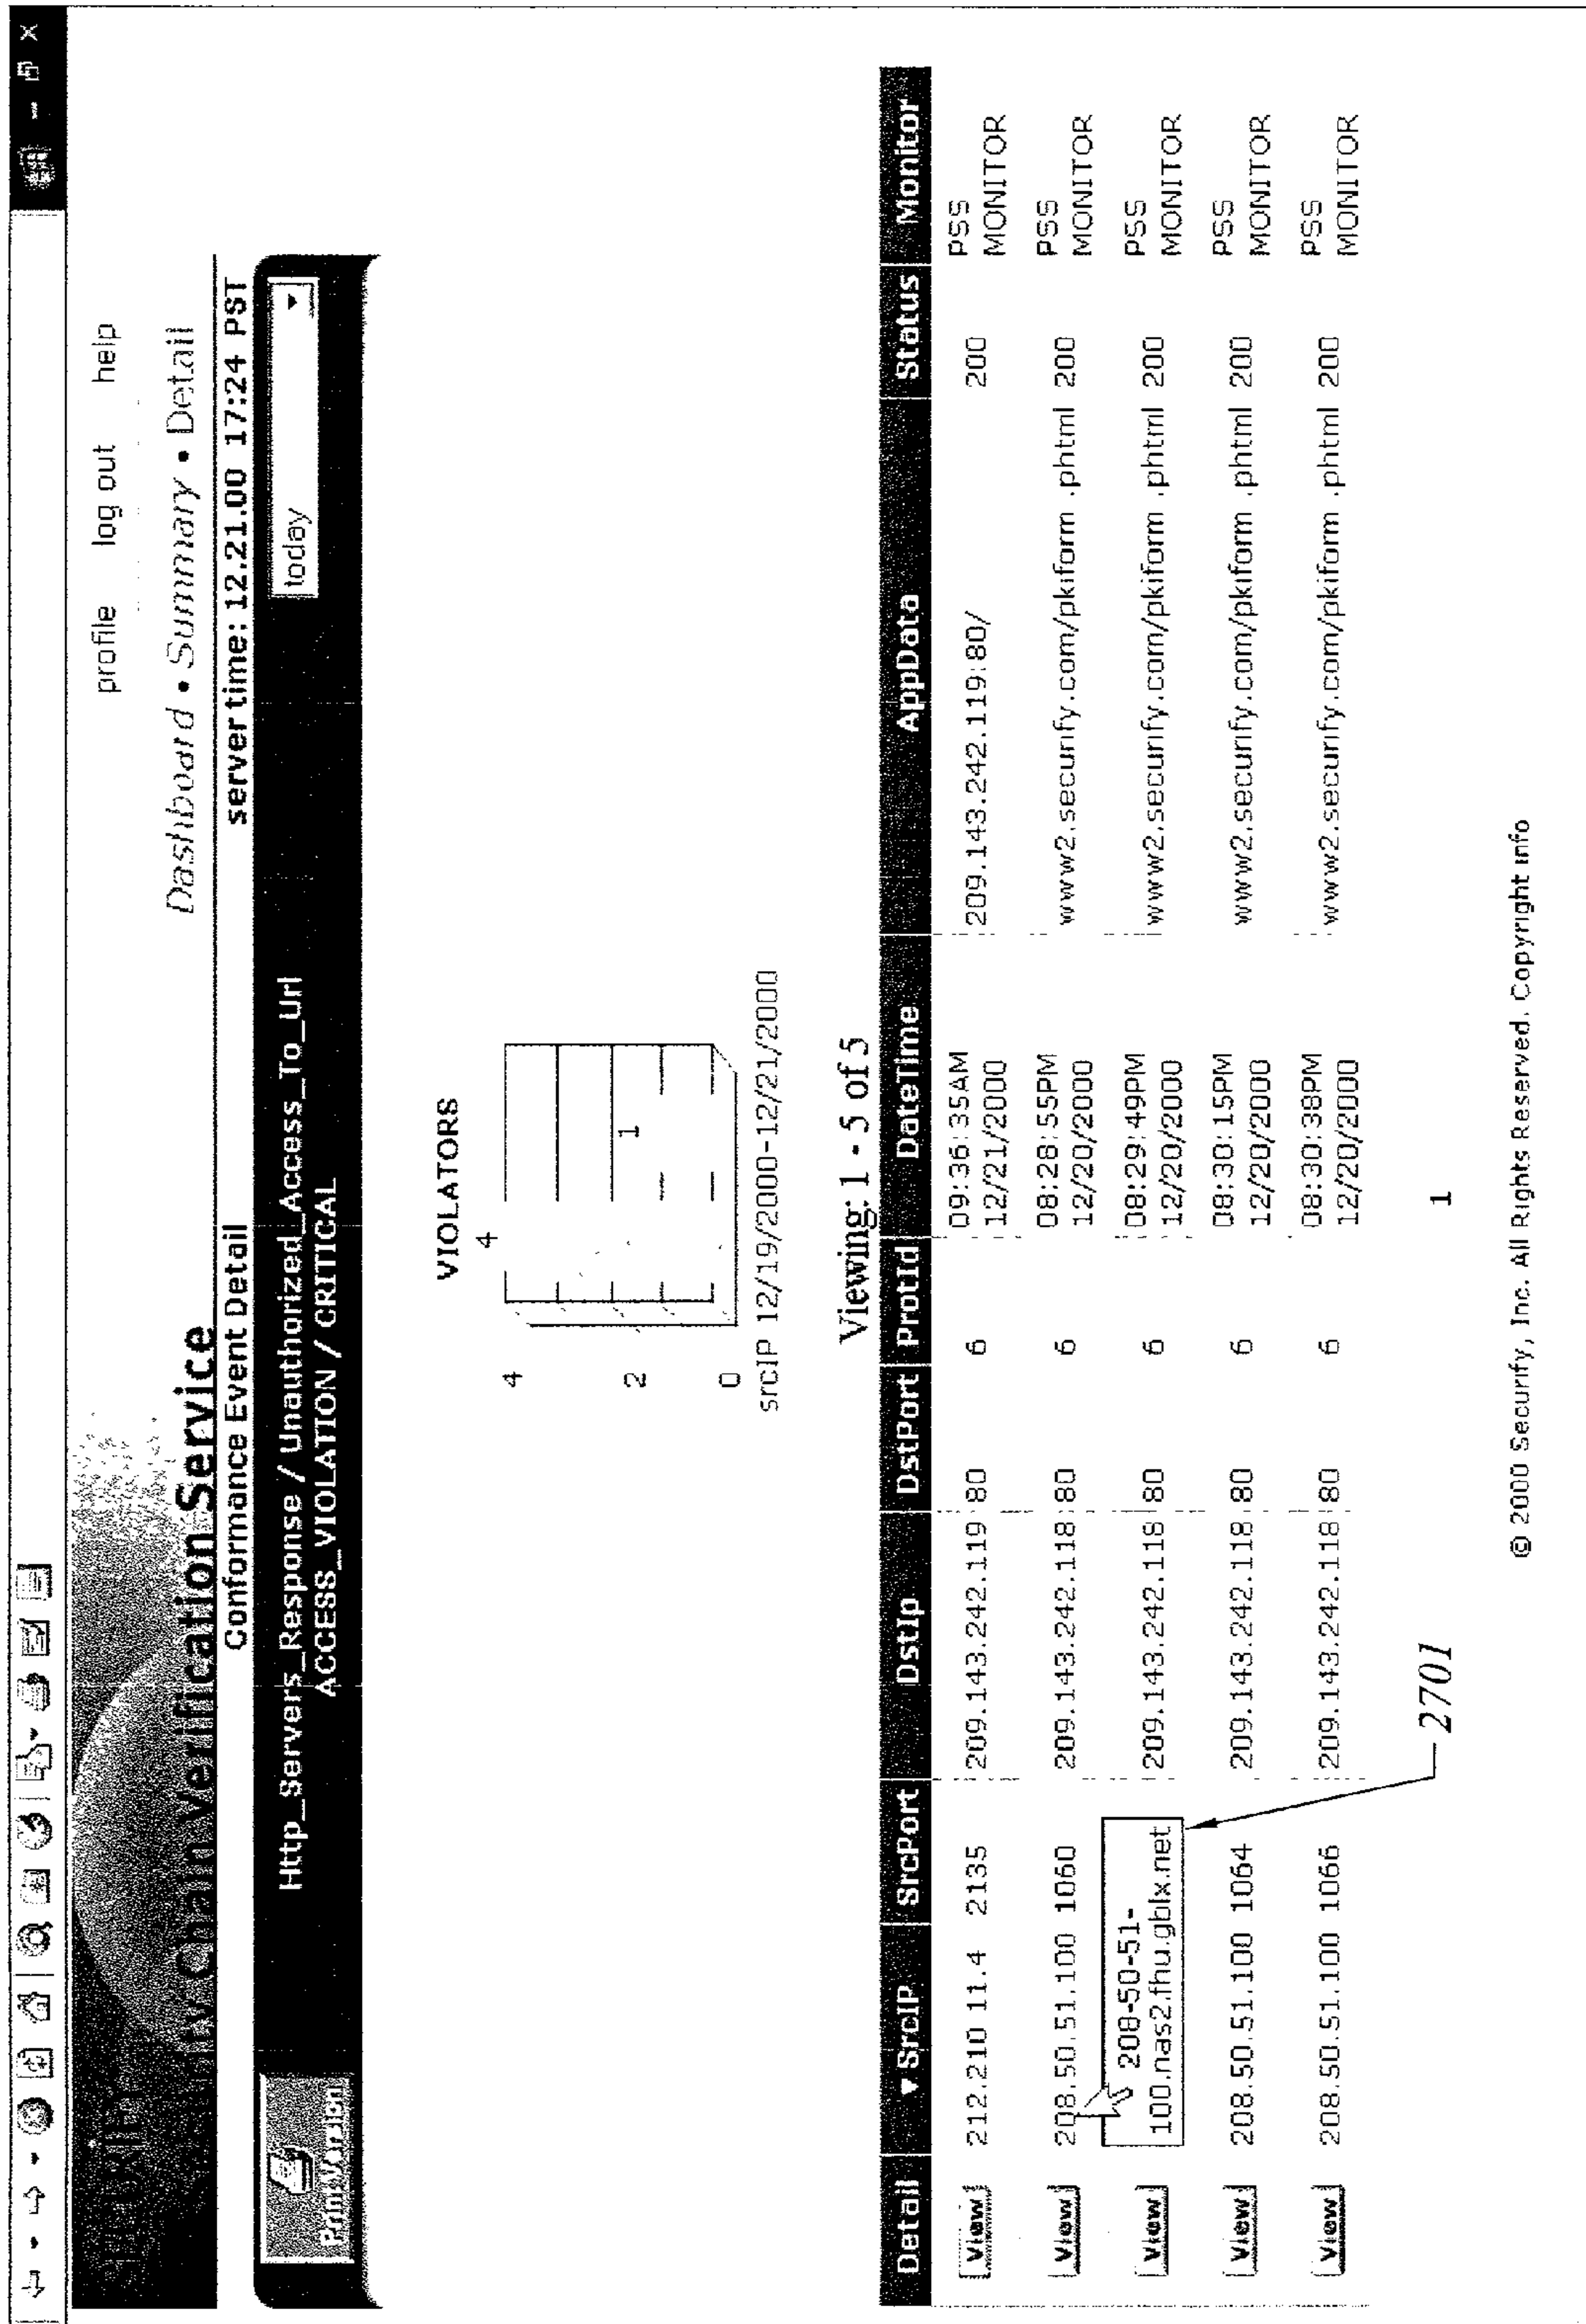 profile log out help
Chain Verification Service
Dashboard • Summary • Detail
Conformance Event Detail
server time: 12.21.00 17:24 PST
Print Version
Http_Servers_Response / Unauthorized_Access_To_Url
ACCESS_VIOLATION / CRITICAL
today
VIOLATORS
4
4
2
1
0
srcIP 12/19/2000-12/21/2000
Viewing: 1 - 5 of 5
Detail ▼ SrcIP SrcPort DstIp DstPort ProtId DateTime AppData Status Monitor
View 212.210 11.4 2135 209.143.242.119 80 6 09:36:35AM 12/21/2000 209.143.242.119:80/ 200 PSS MONITOR
View 208.50.51.100 1060 209.143.242.118 80 6 08:28:55PM 12/20/2000 www2.securify.com/pkiform .phtml 200 PSS MONITOR
View 208-50-51-100.nas2.fhu.gblx.net 209.143.242.118 80 6 08:29:49PM 12/20/2000 www2.securify.com/pkiform .phtml 200 PSS MONITOR
View 208.50.51.100 1064 209.143.242.118 80 6 08:30:15PM 12/20/2000 www2.securify.com/pkiform .phtml 200 PSS MONITOR
View 208.50.51.100 1066 209.143.242.118 80 6 08:30:38PM 12/20/2000 www2.securify.com/pkiform .phtml 200 PSS MONITOR
2701
1
© 2000 Securify, Inc. All Rights Reserved. Copyright info